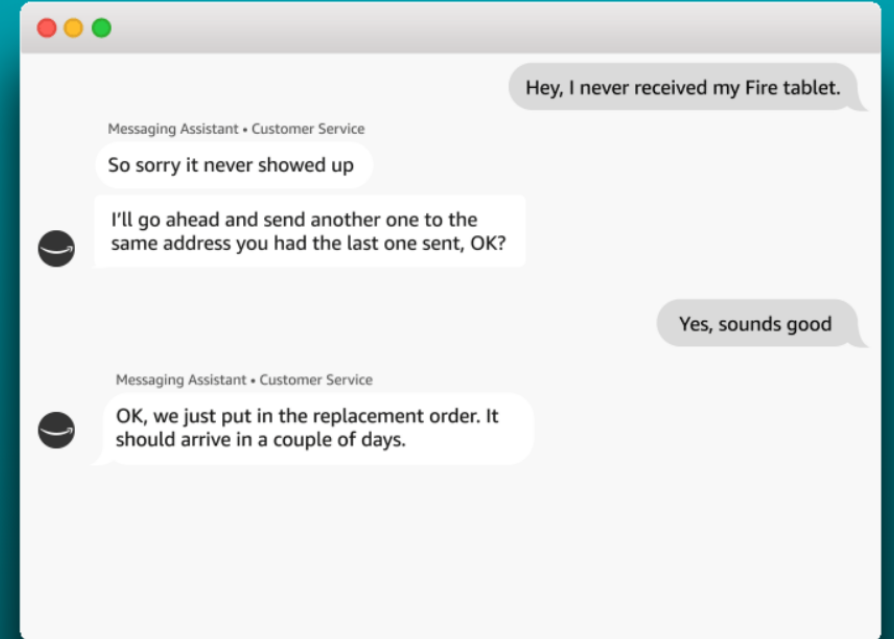 Hey, I never received my Fire tablet.
Messaging Assistant • Customer Service
So sorry it never showed up
I'll go ahead and send another one to the
same address you had the last one sent, OK?
Yes, sounds good
Messaging Assistant • Customer Service
OK, we just put in the replacement order. It
should arrive in a couple of days.